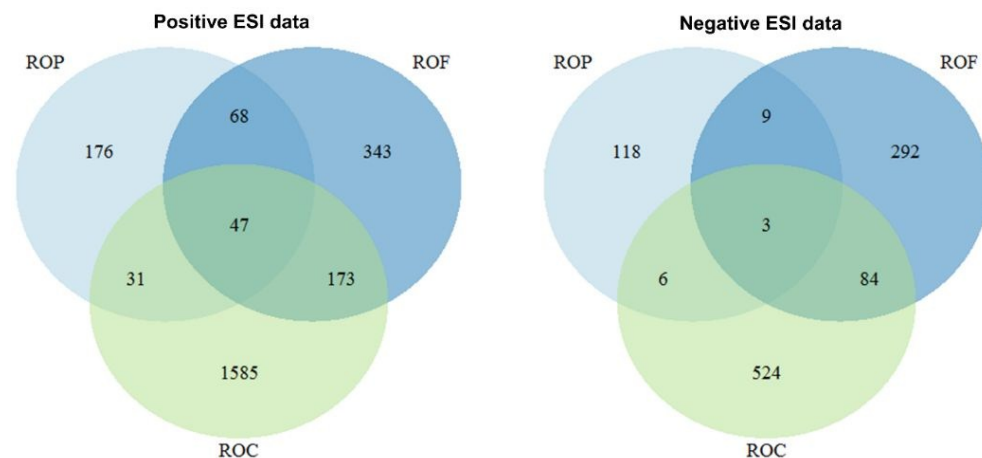 Positive ESI data
ROP
ROF
68
176
343
47
31
173
1585
ROC
Negative ESI data
ROP
ROF
9
118
292
3
6
84
524
ROC